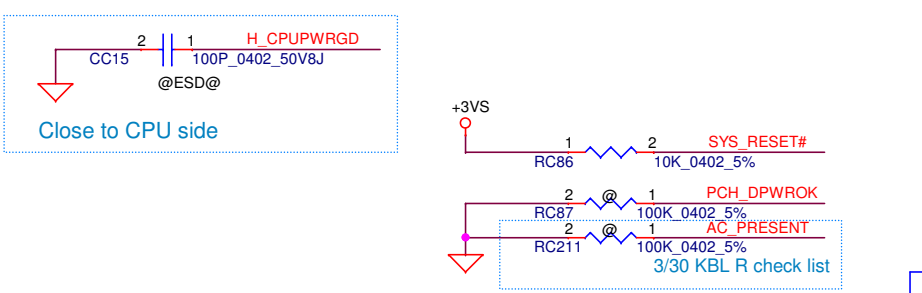 2 1 H_CPUPWRGD
CC15 100P_0402_50V8J
@ESD@
Close to CPU side
+3VS
1 2 SYS_RESET#
RC86 10K_0402_5%
2 @ 1 PCH_DPWROK
RC87 100K_0402_5%
2 @ 1 AC_PRESENT
RC211 100K_0402_5%
3/30 KBL R check list